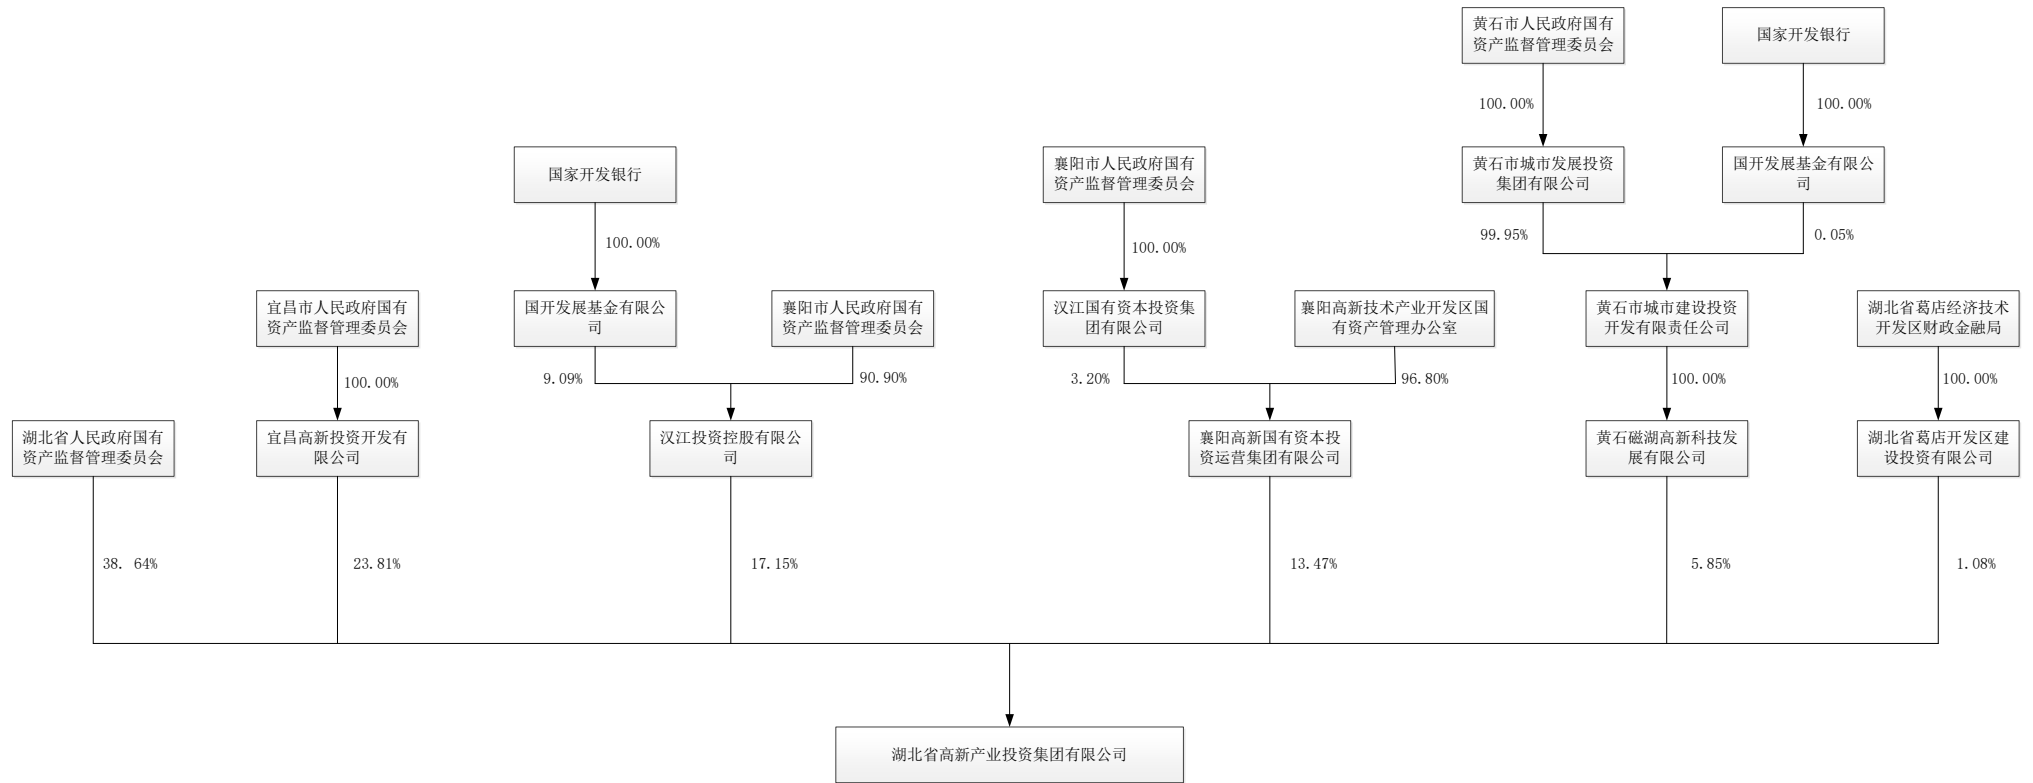 黄石市人民政府国有
资产监督管理委员会
国家开发银行
100.00%
100.00%
国家开发银行
襄阳市人民政府国有
资产监督管理委员会
黄石市城市发展投资
集团有限公司
国开发展基金有限公
司
100.00%
100.00%
99.95%
0.05%
宜昌市人民政府国有
资产监督管理委员会
国开发展基金有限公
司
襄阳市人民政府国有
资产监督管理委员会
汉江国有资本投资集
团有限公司
襄阳高新技术产业开发区国
有资产管理办公室
黄石市城市建设投资
开发有限责任公司
湖北省葛店经济技术
开发区财政金融局
100.00%
9.09%
90.90%
3.20%
96.80%
100.00%
100.00%
湖北省人民政府国有
资产监督管理委员会
宜昌高新投资开发有
限公司
汉江投资控股有限公
司
襄阳高新国有资本投
资运营集团有限公司
黄石磁湖高新科技发
展有限公司
湖北省葛店开发区建
设投资有限公司
38. 64%
23.81%
17.15%
13.47%
5.85%
1.08%
湖北省高新产业投资集团有限公司